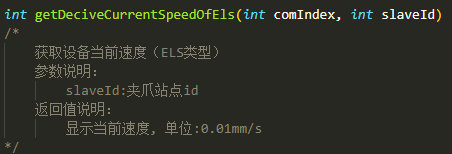 int getDeciveCurrentSpeedOfEls(int comIndex, int slaveId)
/*
获取设备当前速度（ELS类型）
参数说明：
slaveId:夹爪站点id
返回值说明：
显示当前速度, 单位:0.01mm/s
*/